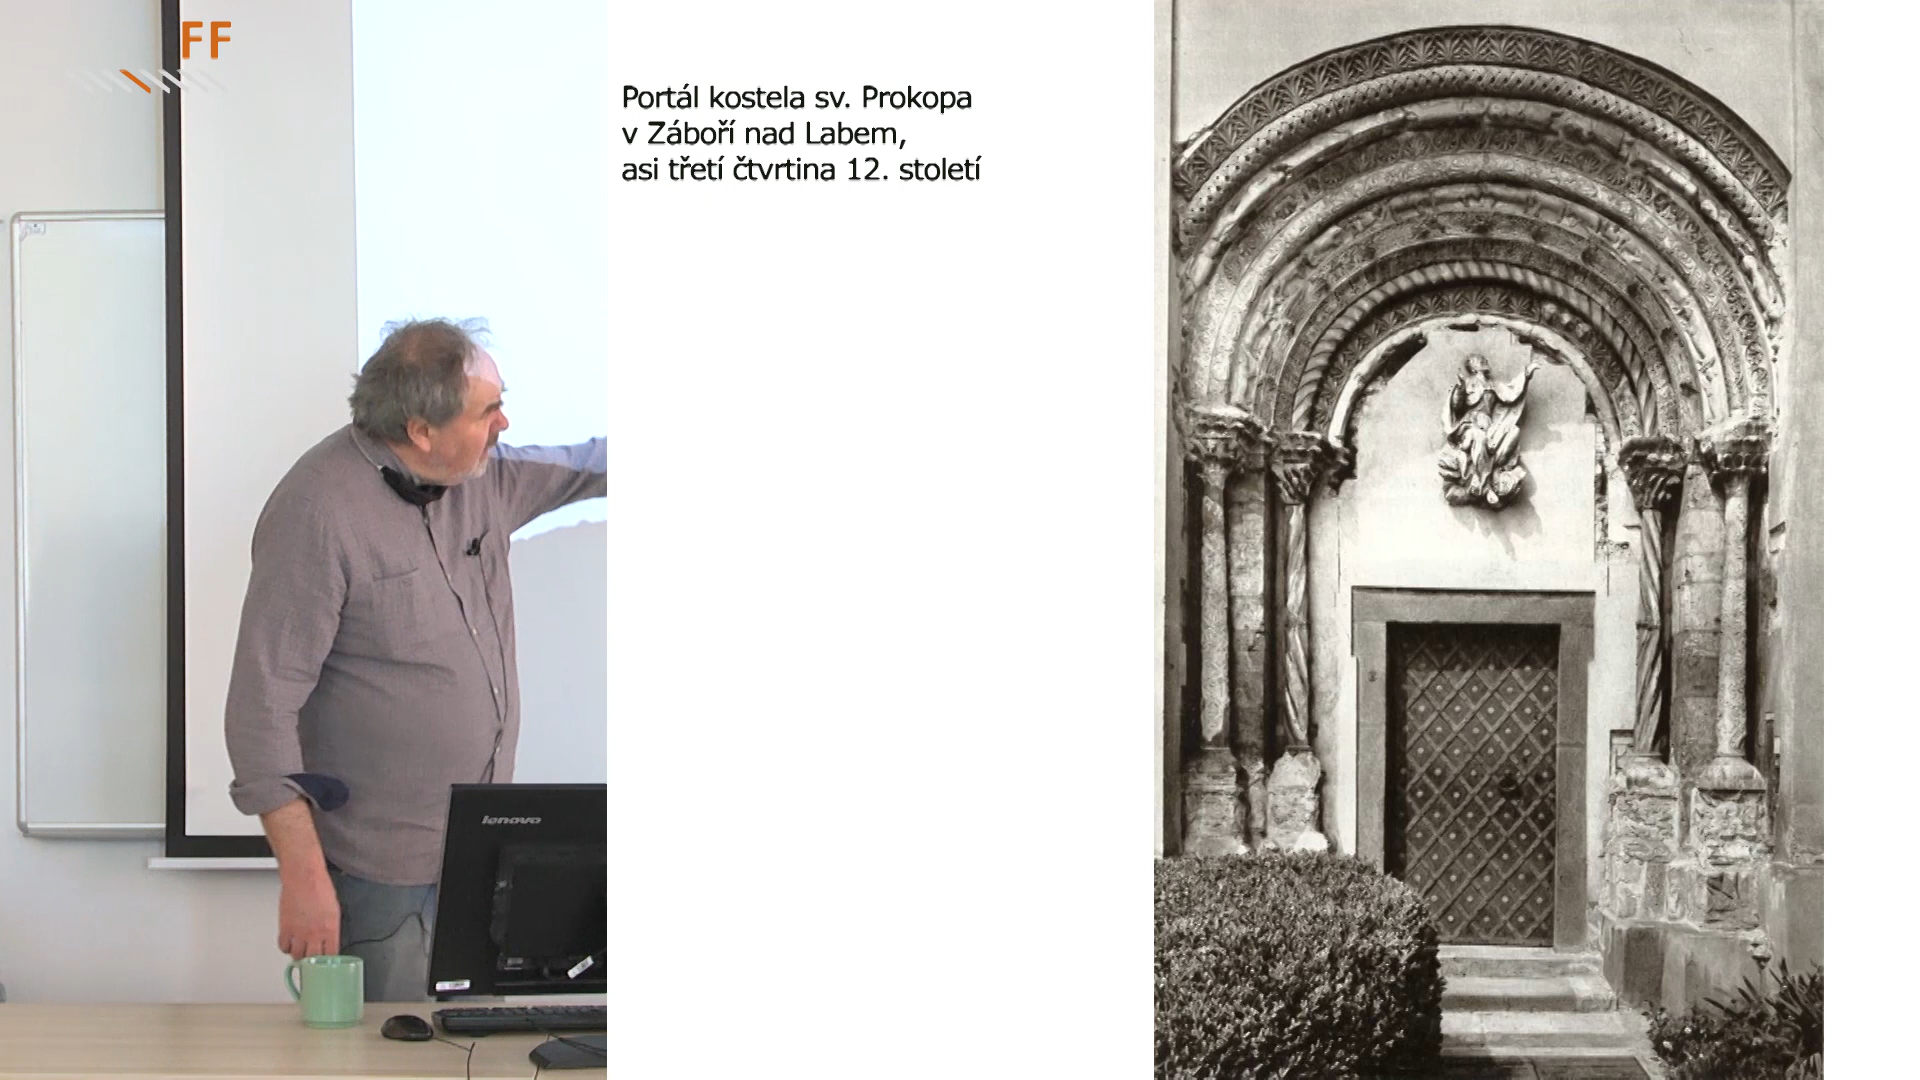 FF
Portál kostela sv. Prokopa
v Záboří nad Labem,
asi třetí čtvrtina 12. století
lenovo